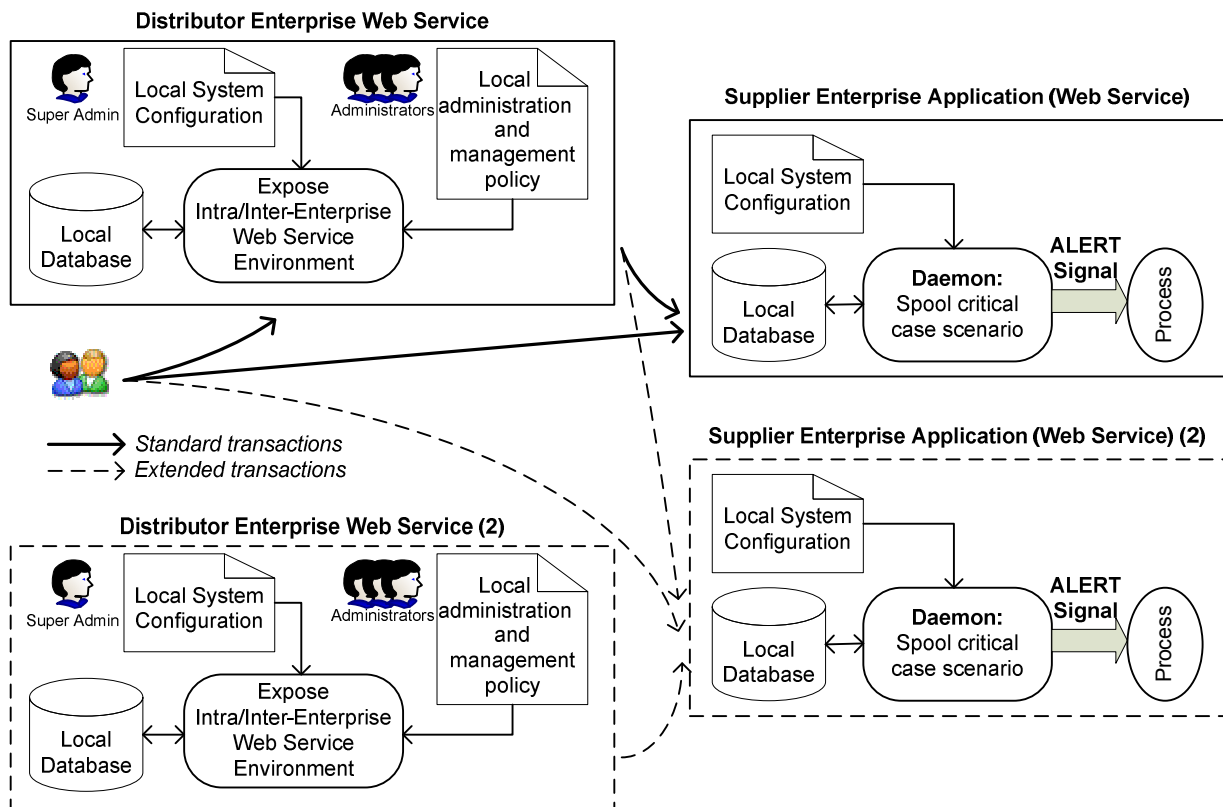 Distributor Enterprise Web Service
Super Admin
Local System
Configuration
Administrators
Local
administration
and
management
policy
Local
Database
Expose
Intra/Inter-Enterprise
Web Service
Environment
Supplier Enterprise Application (Web Service)
Local System
Configuration
Local
Database
Daemon:
Spool critical
case scenario
ALERT
Signal
Process
Standard transactions
Extended transactions
Supplier Enterprise Application (Web Service) (2)
Local System
Configuration
Local
Database
Daemon:
Spool critical
case scenario
ALERT
Signal
Process
Distributor Enterprise Web Service (2)
Super Admin
Local System
Configuration
Administrators
Local
administration
and
management
policy
Local
Database
Expose
Intra/Inter-Enterprise
Web Service
Environment